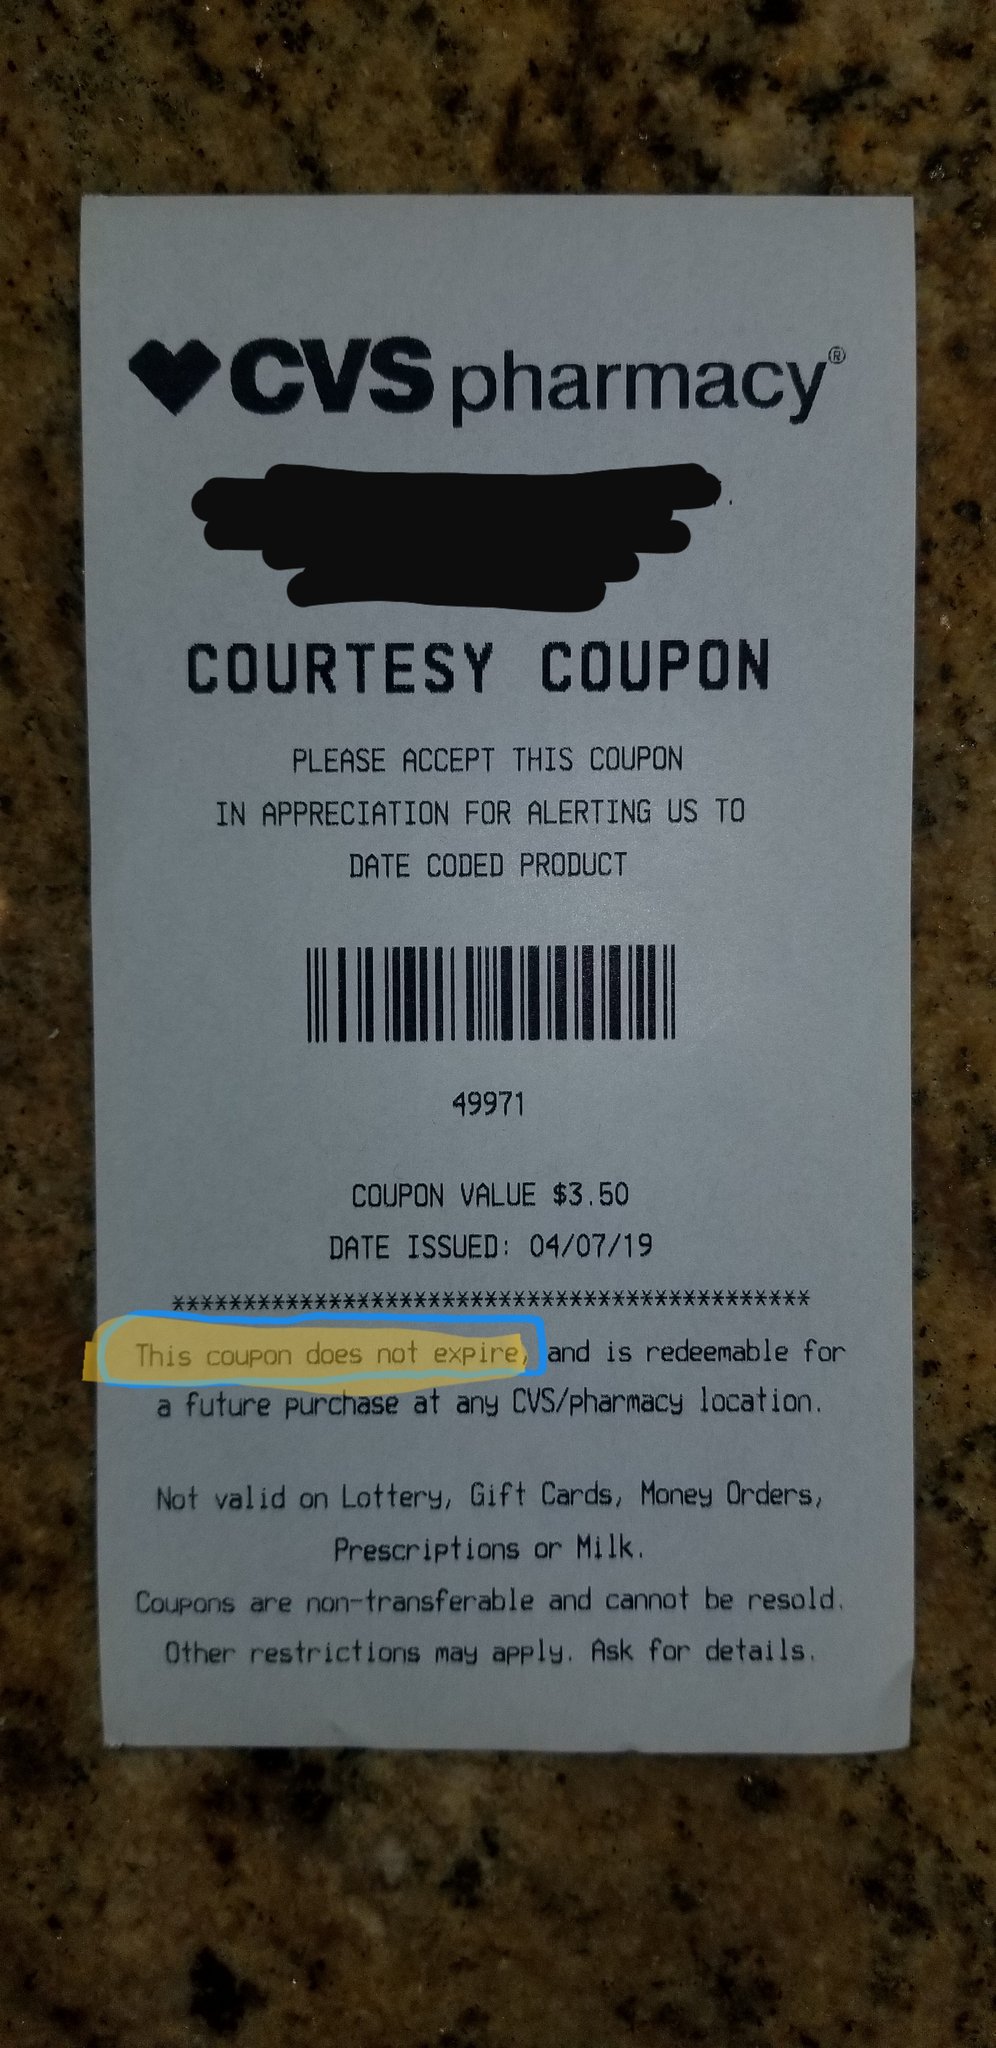 CVS pharmacy®
COURTESY COUPON
PLEASE ACCEPT THIS COUPON
IN APPRECIATION FOR ALERTING US TO
DATE CODED PRODUCT
49971
COUPON VALUE $3.50
DATE ISSUED: 04/07/19
*********************************************
This coupon does not expire, and is redeemable for
a future purchase at any CVS/pharmacy location.
Not valid on Lottery, Gift Cards, Money Orders,
Prescriptions or Milk.
Coupons are non-transferable and cannot be resold.
Other restrictions may apply. Ask for details.